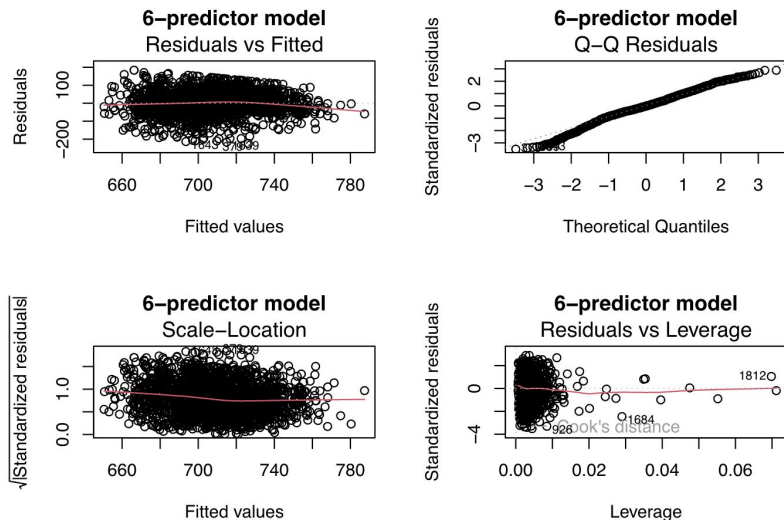 6−predictor model
Residuals vs Fitted
Residuals
100
−200
660 700 740 780
Fitted values
6−predictor model
Q−Q Residuals
Standardized residuals
2
0
−3
−3 −2 −1 0 1 2 3
Theoretical Quantiles
6−predictor model
Scale−Location
√|Standardized residuals|
1.0
0.0
660 700 740 780
Fitted values
6−predictor model
Residuals vs Leverage
Standardized residuals
0
−4
1812
1684
926
Cook's distance
0.00 0.02 0.04 0.06
Leverage